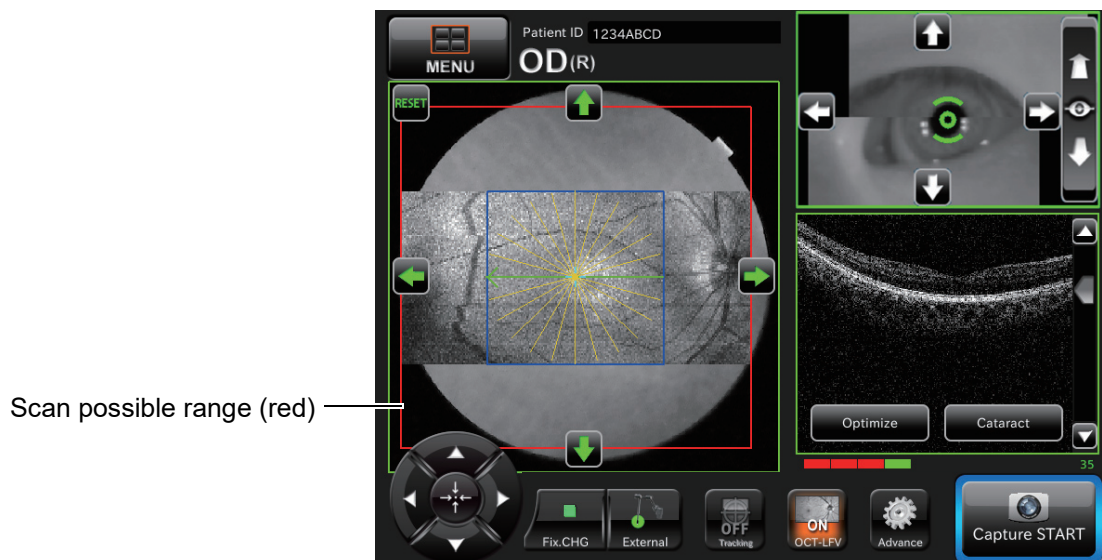 Patient ID 1234ABCD
MENU
OD(R)
RESET
Scan possible range (red)
Optimize
Cataract
35
Fix.CHG
External
OFF
Tracking
ON
OCT-LFV
Advance
Capture START